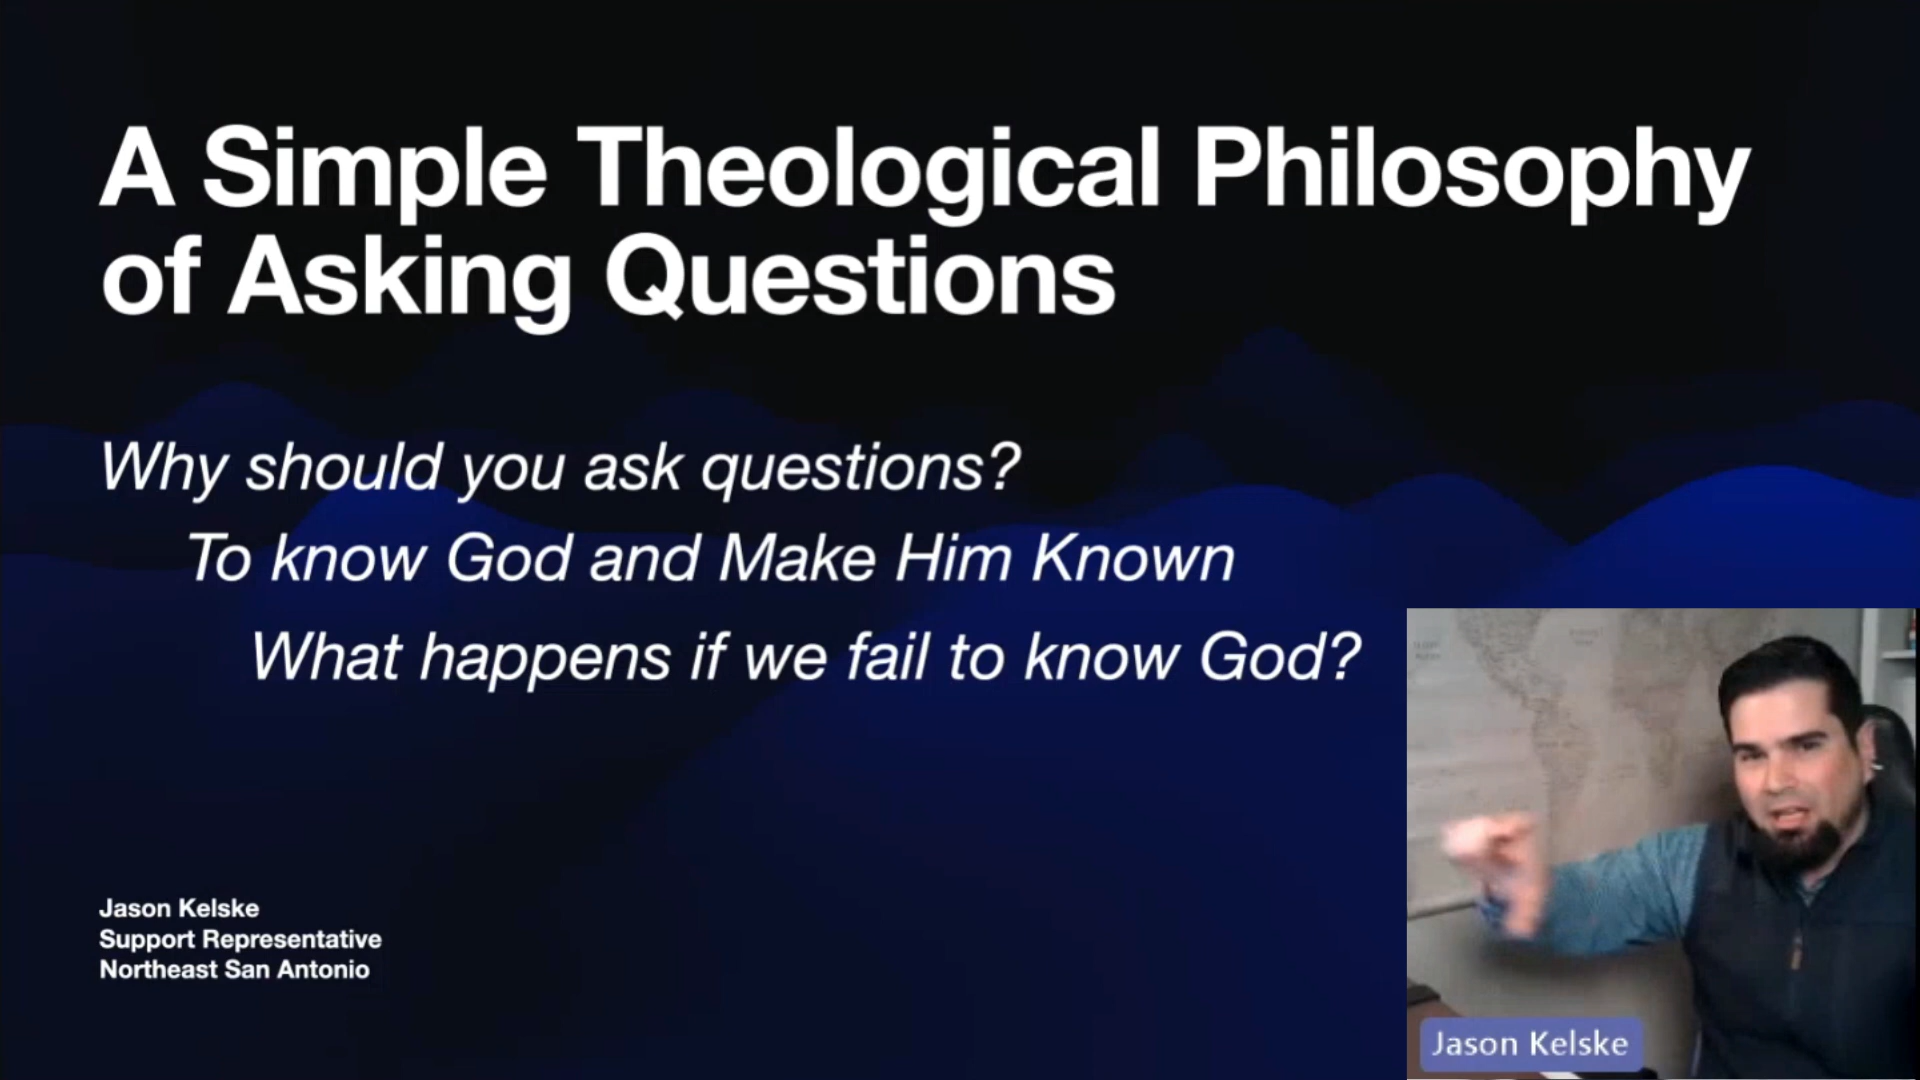 A Simple Theological Philosophy
of Asking Questions
Why should you ask questions?
To know God and Make Him Known
What happens if we fail to know God?
Jason Kelske
Support Representative
Northeast San Antonio
Jason Kelske